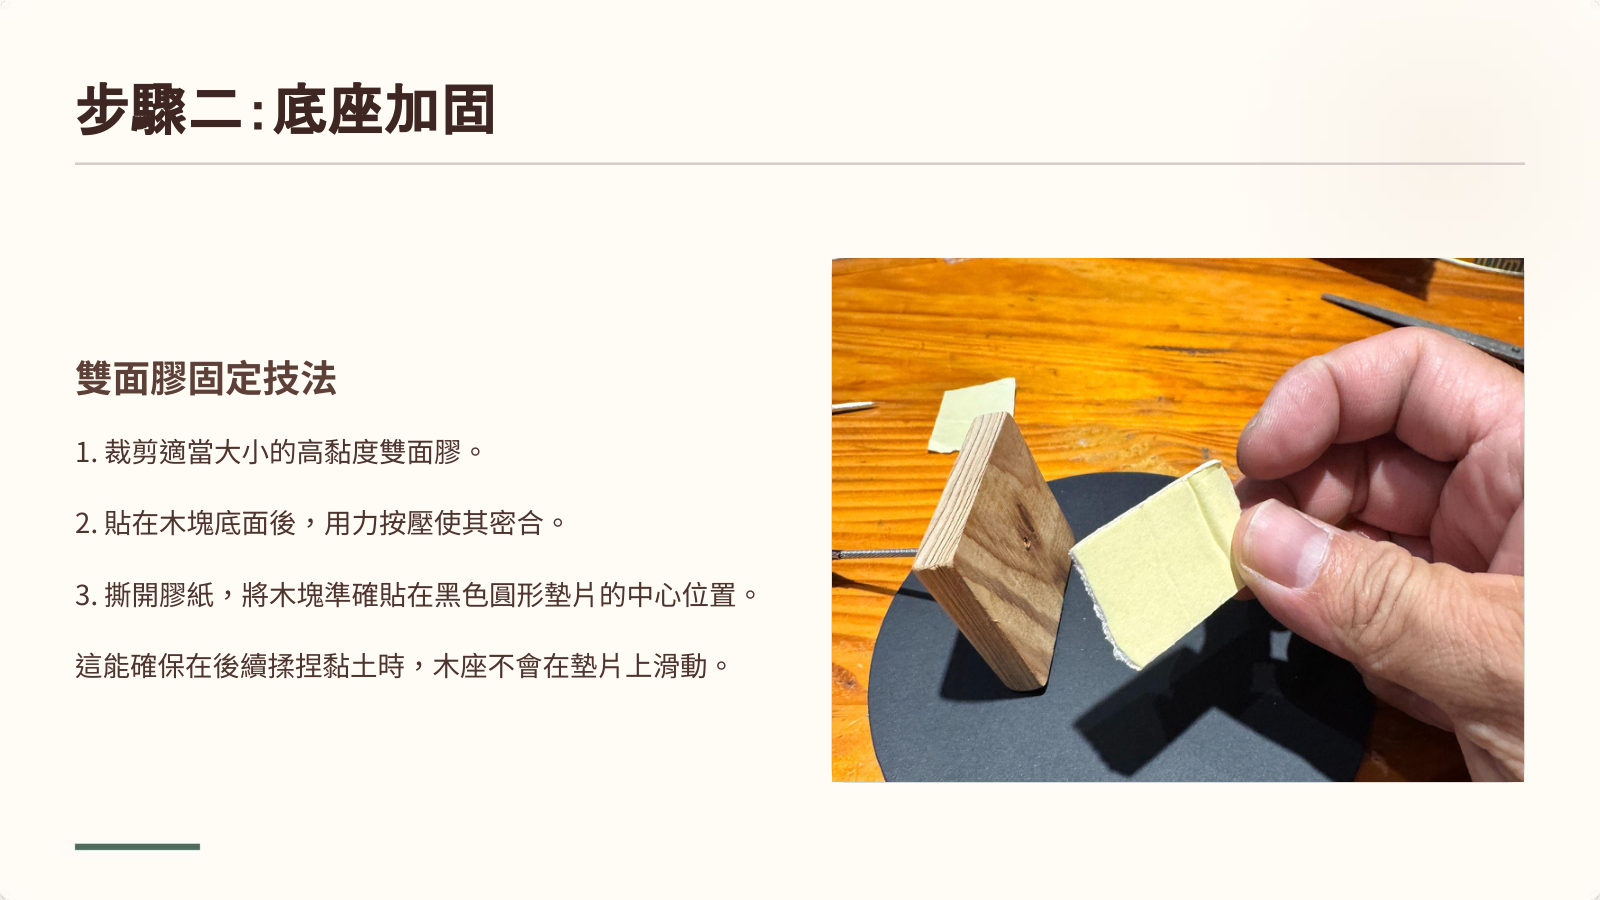 步驟二：底座加固
雙面膠固定技法
1. 裁剪適當大小的高黏度雙面膠。
2. 貼在木塊底面後，用力按壓使其密合。
3. 撕開膠紙，將木塊準確貼在黑色圓形墊片的中心位置。
這能確保在後續揉捏黏土時，木座不會在墊片上滑動。